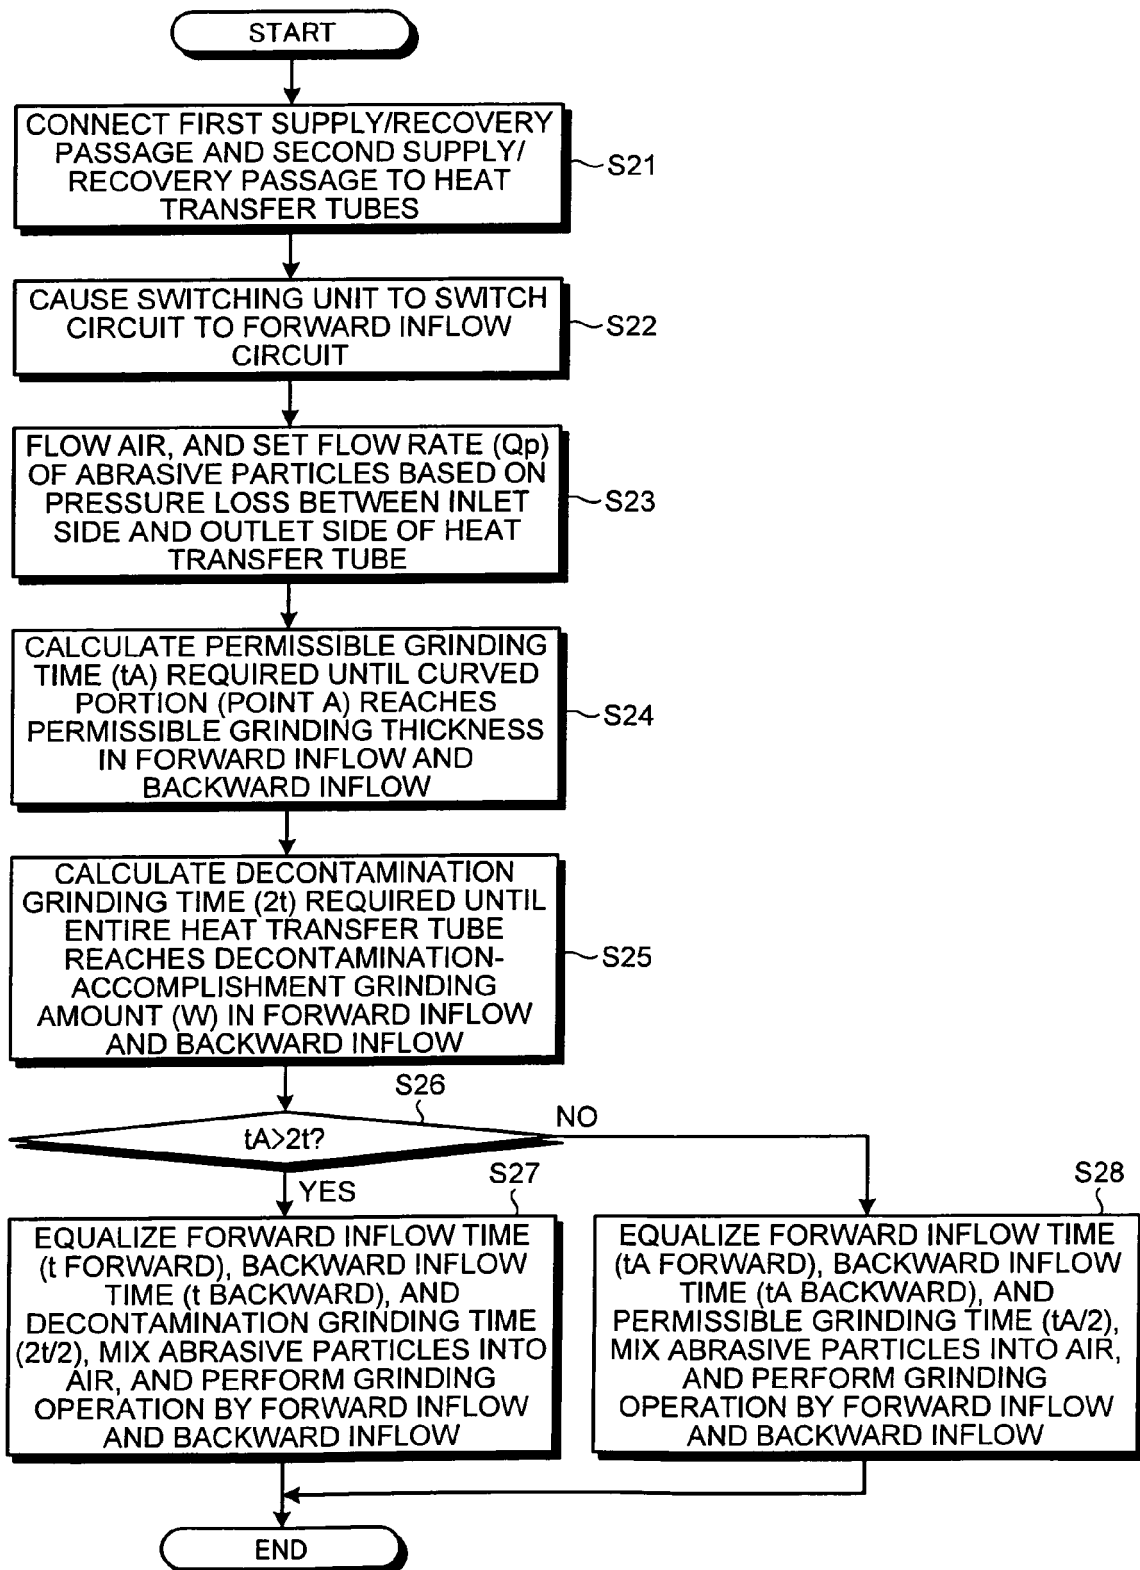 START
CONNECT FIRST SUPPLY/RECOVERY
PASSAGE AND SECOND SUPPLY/
RECOVERY PASSAGE TO HEAT
TRANSFER TUBES
S21
CAUSE SWITCHING UNIT TO SWITCH
CIRCUIT TO FORWARD INFLOW
CIRCUIT
S22
FLOW AIR, AND SET FLOW RATE (Qp)
OF ABRASIVE PARTICLES BASED ON
PRESSURE LOSS BETWEEN INLET
SIDE AND OUTLET SIDE OF HEAT
TRANSFER TUBE
S23
CALCULATE PERMISSIBLE GRINDING
TIME (tA) REQUIRED UNTIL CURVED
PORTION (POINT A) REACHES
PERMISSIBLE GRINDING THICKNESS
IN FORWARD INFLOW AND
BACKWARD INFLOW
S24
CALCULATE DECONTAMINATION
GRINDING TIME (2t) REQUIRED UNTIL
ENTIRE HEAT TRANSFER TUBE
REACHES DECONTAMINATION-
ACCOMPLISHMENT GRINDING
AMOUNT (W) IN FORWARD INFLOW
AND BACKWARD INFLOW
S25
S26
tA>2t?
NO
YES
S27
EQUALIZE FORWARD INFLOW TIME
(t FORWARD), BACKWARD INFLOW
TIME (t BACKWARD), AND
DECONTAMINATION GRINDING TIME
(2t/2), MIX ABRASIVE PARTICLES INTO
AIR, AND PERFORM GRINDING
OPERATION BY FORWARD INFLOW
AND BACKWARD INFLOW
S28
EQUALIZE FORWARD INFLOW TIME
(tA FORWARD), BACKWARD INFLOW
TIME (tA BACKWARD), AND
PERMISSIBLE GRINDING TIME (tA/2),
MIX ABRASIVE PARTICLES INTO AIR,
AND PERFORM GRINDING
OPERATION BY FORWARD INFLOW
AND BACKWARD INFLOW
END